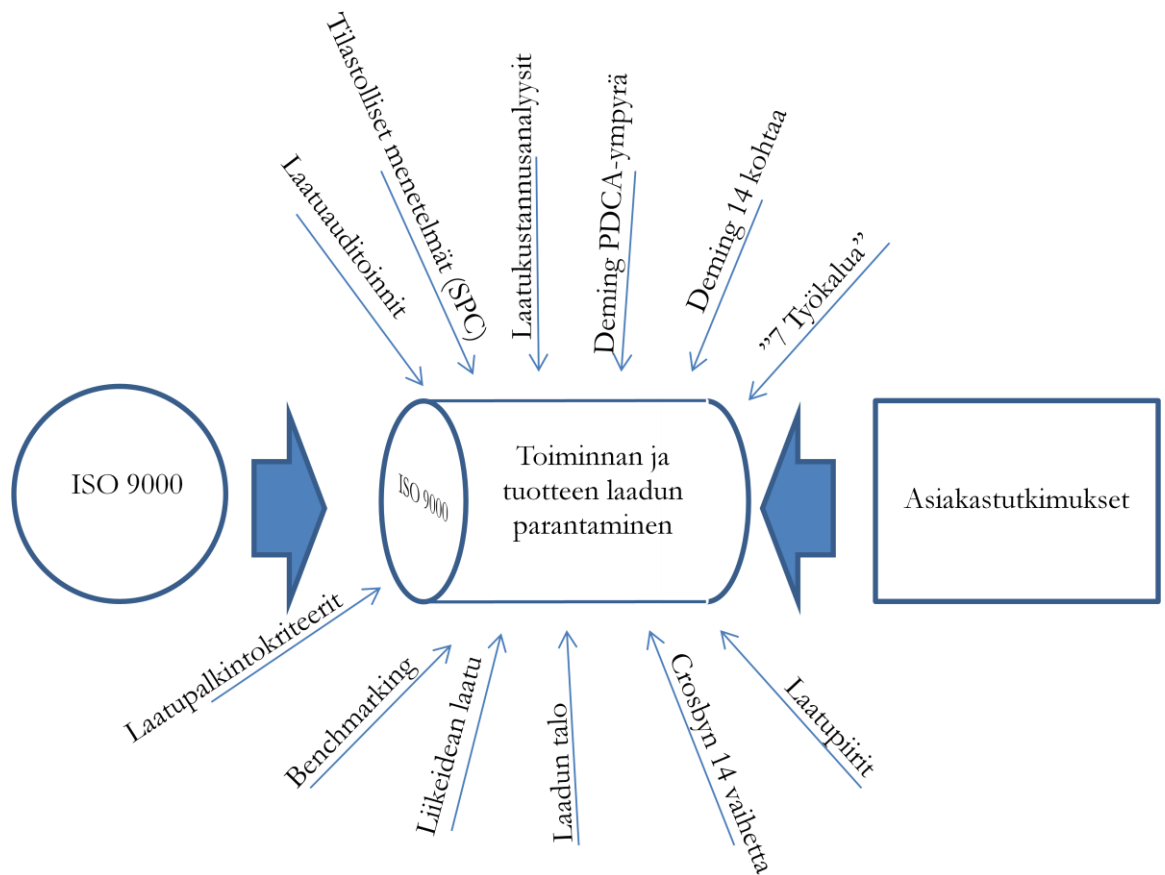 Laatuauditoinnit
Tilastolliset menetelmät (SPC)
Laatukustannusanalyysit
Deming PDCA-ympyrä
Deming 14 kohtaa
”7 Työkalua”
ISO 9000
ISO 9000
Toiminnan ja
tuotteen laadun
parantaminen
Asiakastutkimukset
Laatupalkintokriteerit
Benchmarking
Liikeidean laatu
Laadun talo
Crosbyn 14 vaihetta
Laatupiirit